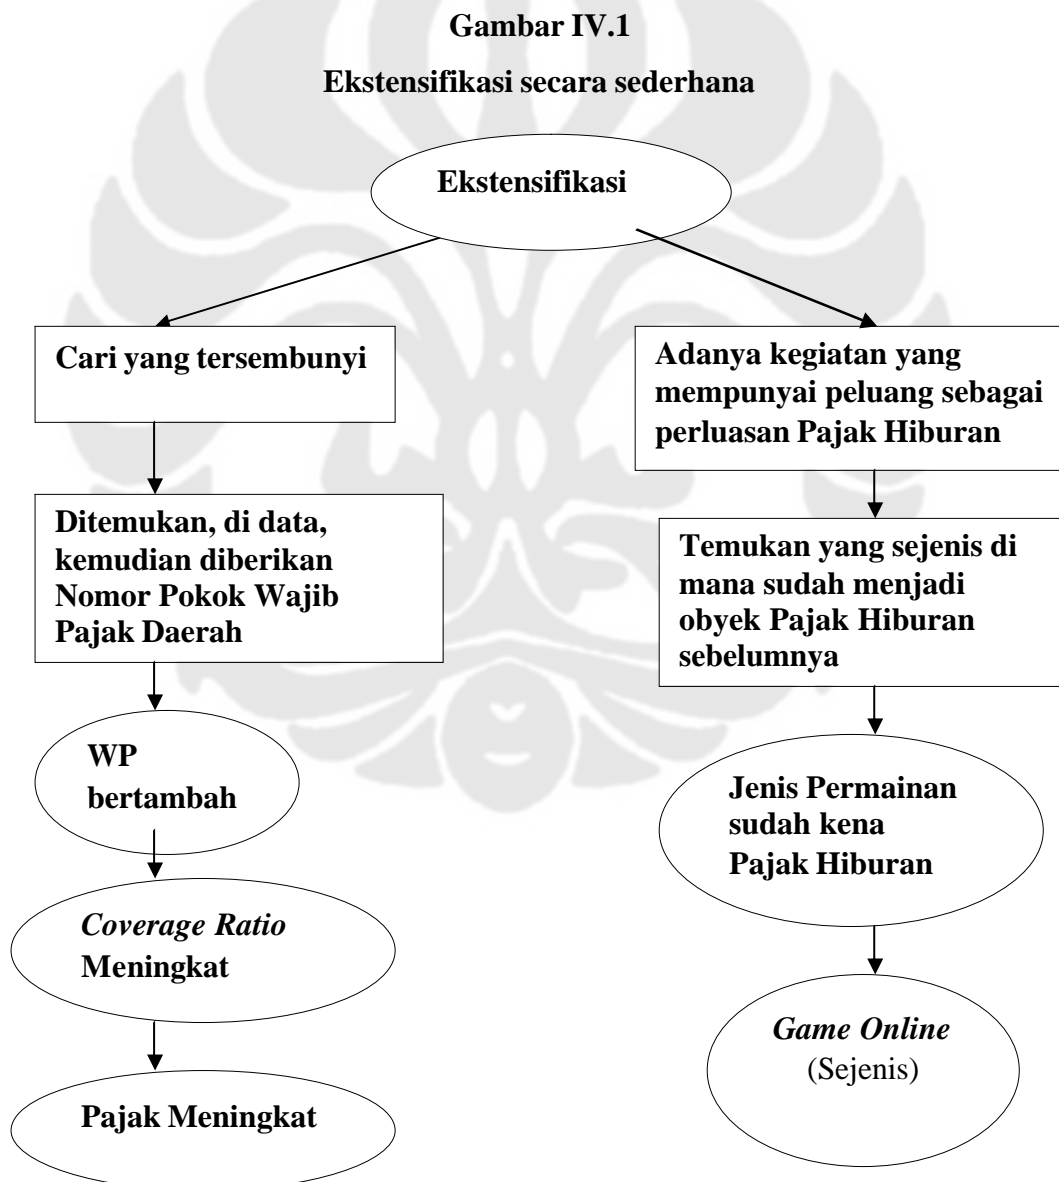 Gambar IV.1
Ekstensifikasi secara sederhana
Ekstensifikasi
Cari yang tersembunyi
Ditemukan, di data,
kemudian diberikan
Nomor Pokok Wajib
Pajak Daerah
WP
bertambah
Coverage Ratio
Meningkat
Pajak Meningkat
Adanya kegiatan yang
mempunyai peluang sebagai
perluasan Pajak Hiburan
Temukan yang sejenis di
mana sudah menjadi
obyek Pajak Hiburan
sebelumnya
Jenis Permainan
sudah kena
Pajak Hiburan
Game Online
(Sejenis)